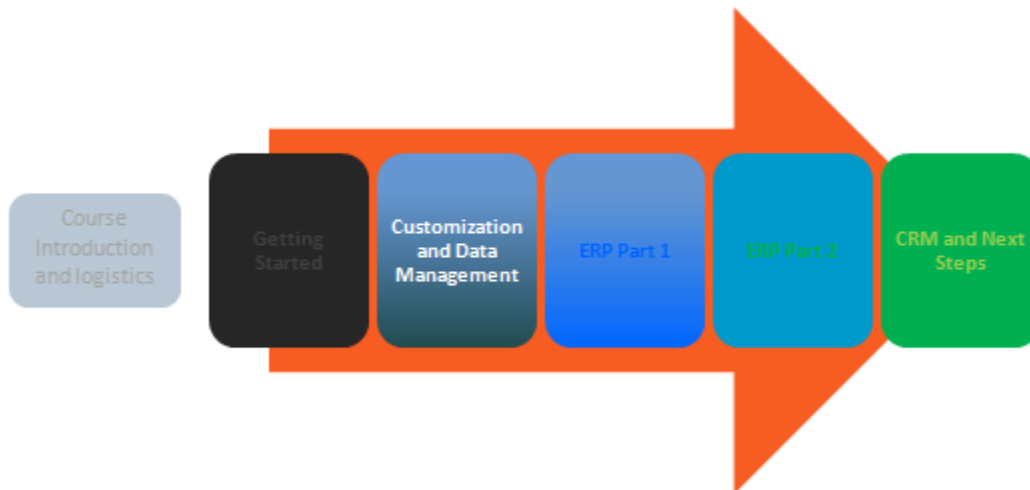 Course
Introduction
and logistics
Getting
Started
Customization
and Data
Management
ERP Part 1
ERP Part 2
CRM and Next
Steps